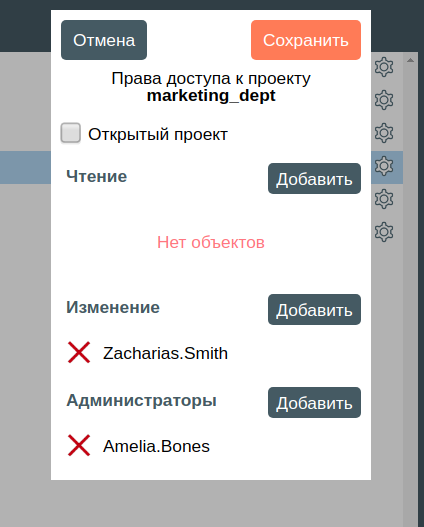 Отмена
Сохранить
Права доступа к проекту
marketing_dept
Открытый проект
Чтение
Добавить
Нет объектов
Изменение
Добавить
Zacharias.Smith
Администраторы
Добавить
Amelia.Bones